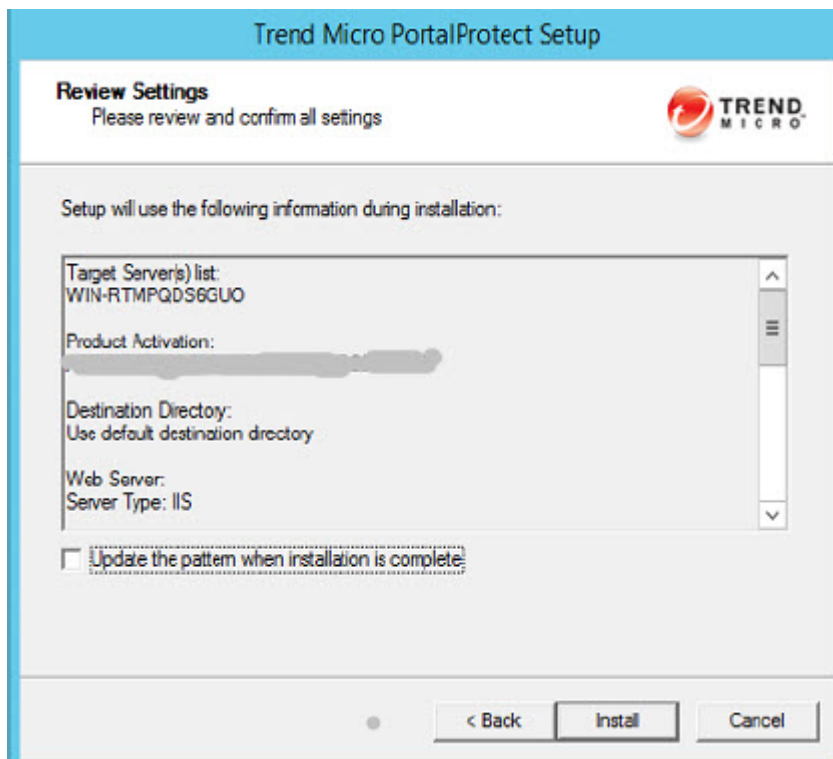 Trend Micro PortalProtect Setup
Review Settings
Please review and confirm all settings
TREND
MICRO
Setup will use the following information during installation:
Target Server(s) list:
WIN-RTMPQDS6GUO
Product Activation:
Destination Directory:
Use default destination directory
Web Server:
Server Type: IIS
Update the pattern when installation is complete
< Back
Install
Cancel